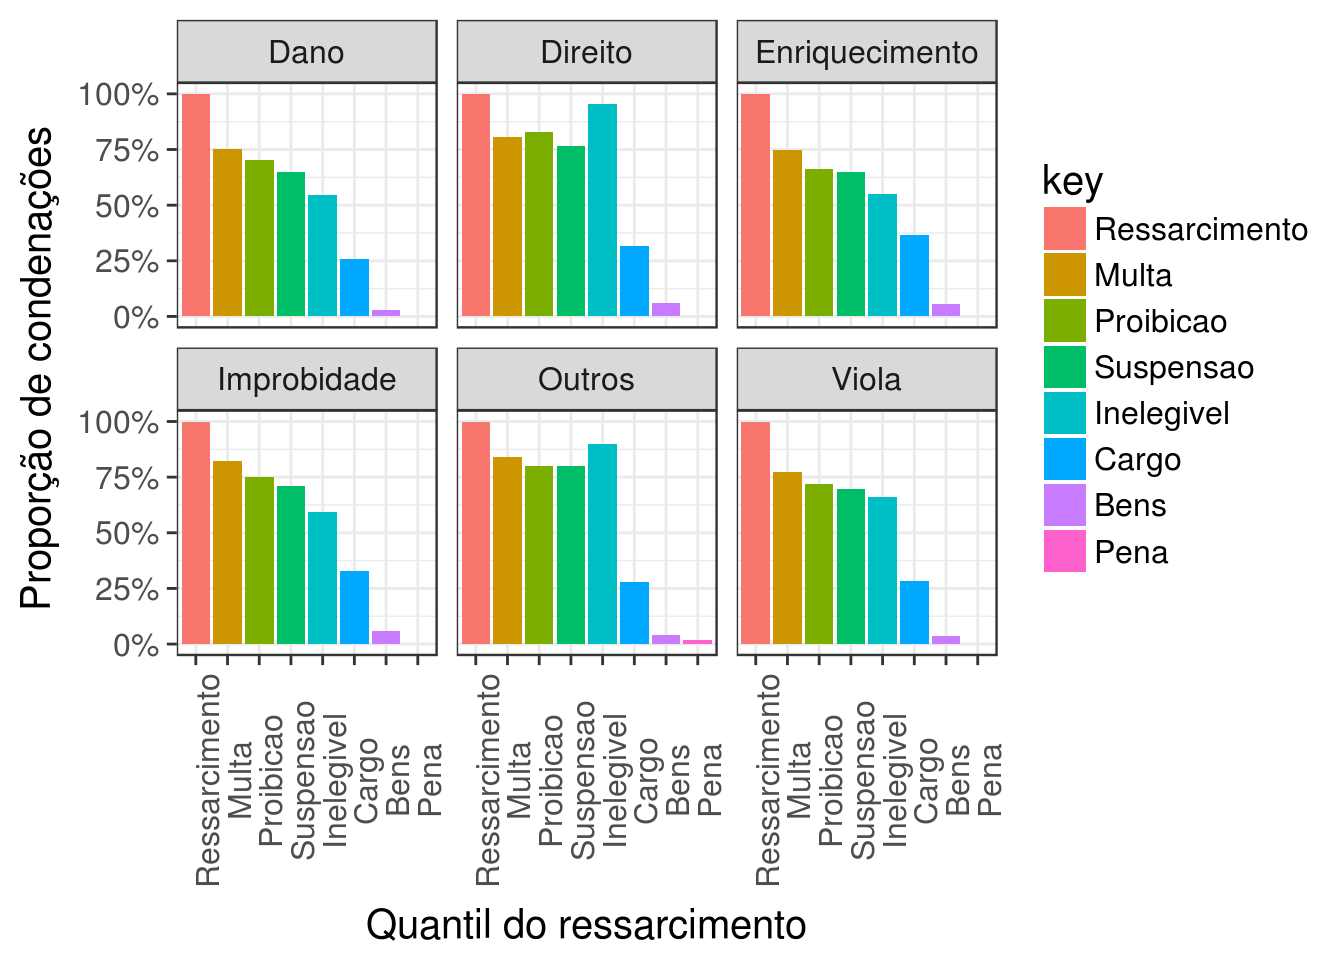 Dano
Direito
Enriquecimento
100%
75%
50%
25%
0%
Improbidade
Outros
Viola
100%
75%
50%
25%
0%
Ressarcimento
Multa
Proibicao
Suspensao
Inelegivel
Cargo
Bens
Pena
Ressarcimento
Multa
Proibicao
Suspensao
Inelegivel
Cargo
Bens
Pena
Ressarcimento
Multa
Proibicao
Suspensao
Inelegivel
Cargo
Bens
Pena
Quantil do ressarcimento
Proporção de condenações
key
Ressarcimento
Multa
Proibicao
Suspensao
Inelegivel
Cargo
Bens
Pena